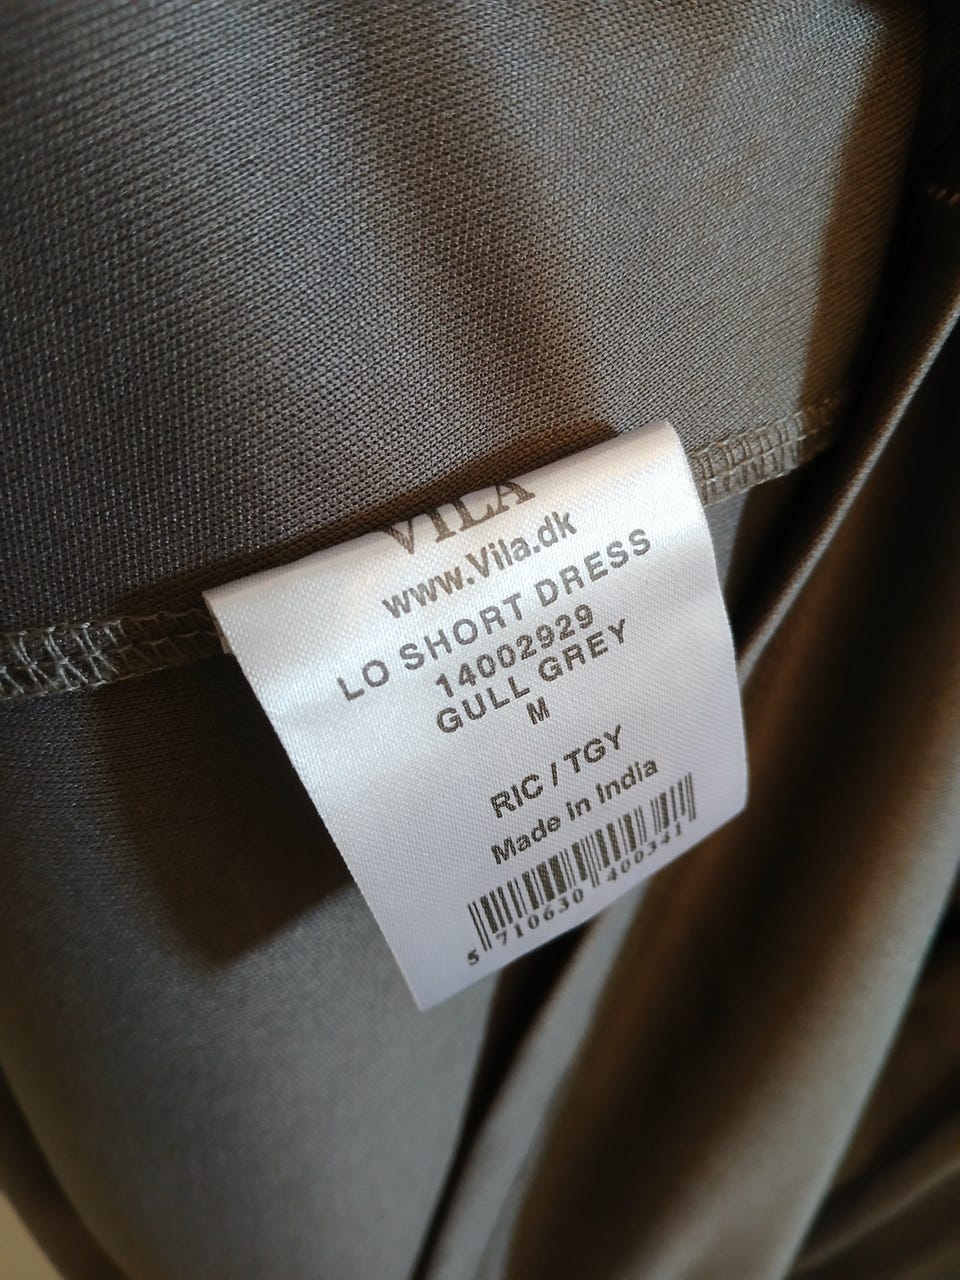 VILA
www.Vila.dk
LO SHORT DRESS
14002929
GULL GREY
M
RIC / TGY
Made in India
5 710630 400341